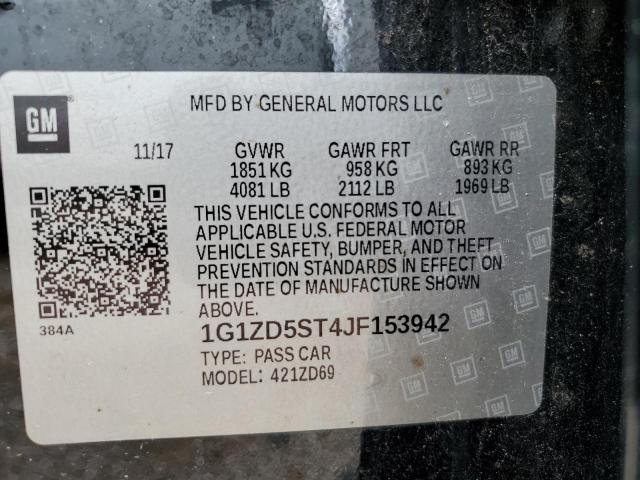 GM
MFD BY GENERAL MOTORS LLC
11/17 GVWR GAWR FRT GAWR RR
1851 KG 958 KG 893 KG
4081 LB 2112 LB 1969 LB
THIS VEHICLE CONFORMS TO ALL
APPLICABLE U.S. FEDERAL MOTOR
VEHICLE SAFETY, BUMPER, AND THEFT
PREVENTION STANDARDS IN EFFECT ON
THE DATE OF MANUFACTURE SHOWN
ABOVE.
384A
1G1ZD5ST4JF153942
TYPE: PASS CAR
MODEL: 421ZD69